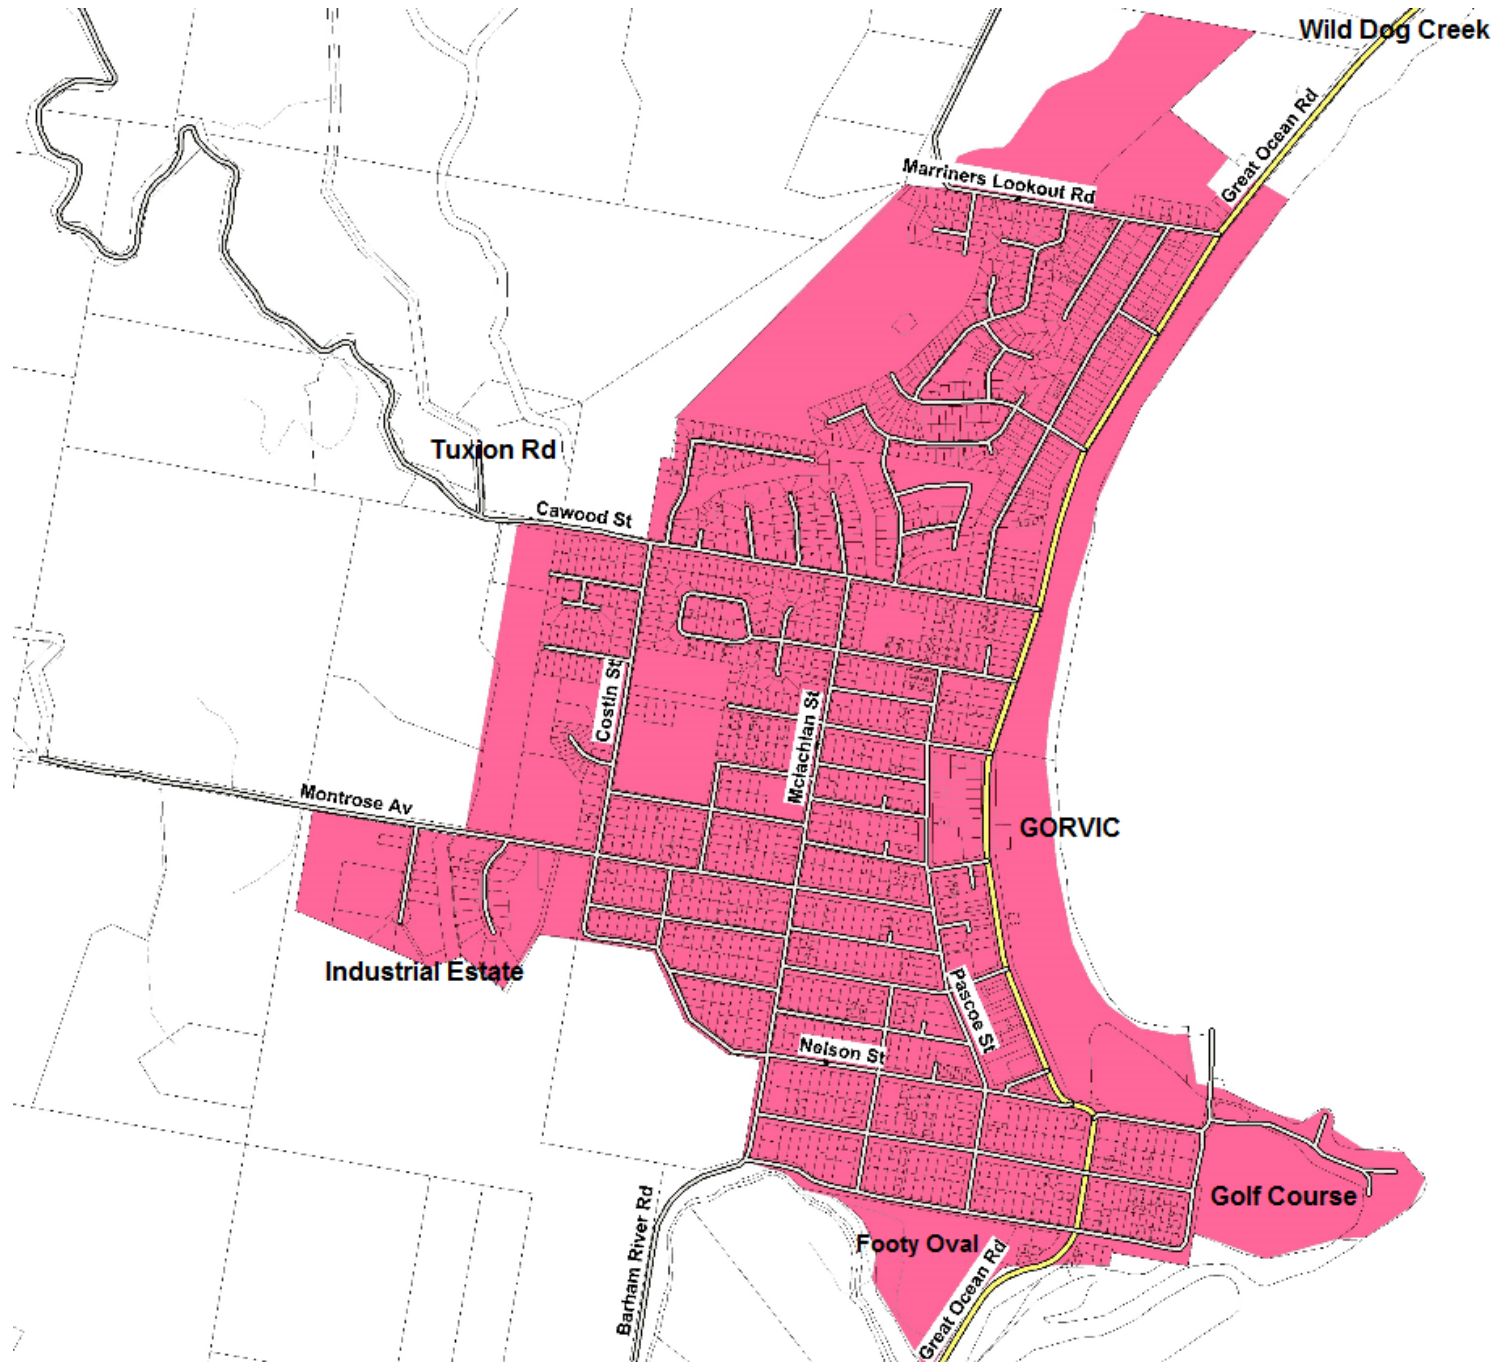 Wild Dog Creek
Great Ocean Rd
Marriners Lookout Rd
Tuxion Rd
Cawood St
Costin St
Mclachlan St
Montrose Av
GORVIC
Industrial Estate
Pascoe St
Nelson St
Golf Course
Barham River Rd
Footy Oval
Great Ocean Rd